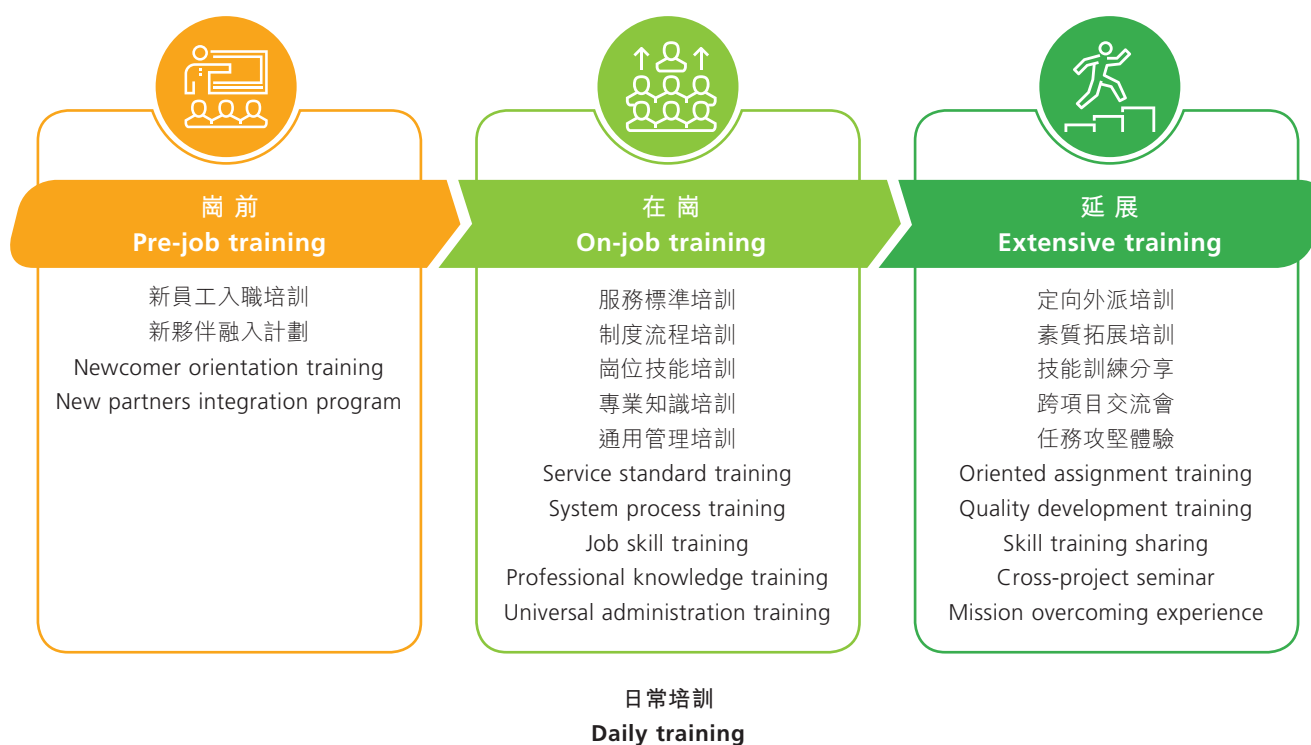 崗前
Pre-job training
新員工入職培訓
新夥伴融入計劃
Newcomer orientation training
New partners integration program
在崗
On-job training
服務標準培訓
制度流程培訓
崗位技能培訓
專業知識培訓
通用管理培訓
Service standard training
System process training
Job skill training
Professional knowledge training
Universal administration training
延展
Extensive training
定向外派培訓
素質拓展培訓
技能訓練分享
跨項目交流會
任務攻堅體驗
Oriented assignment training
Quality development training
Skill training sharing
Cross-project seminar
Mission overcoming experience
日常培訓
Daily training